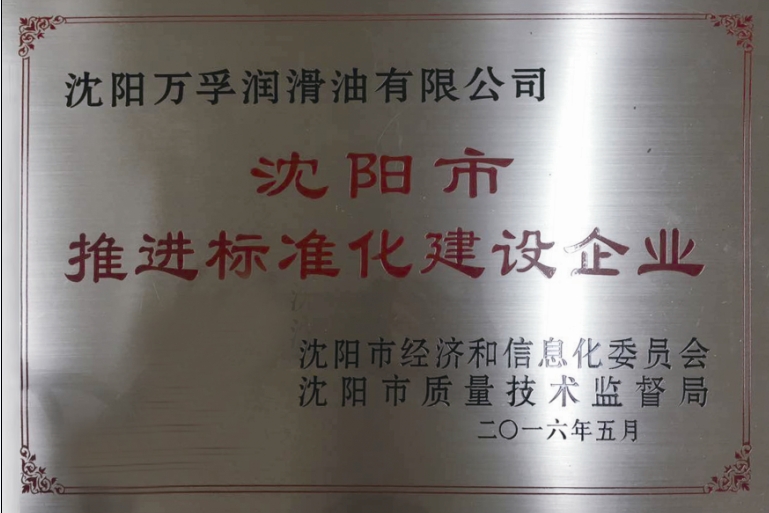 沈阳万孚润滑油有限公司
沈阳市
推进标准化建设企业
沈阳市经济和信息化委员会
沈阳市质量技术监督局
二〇一六年五月